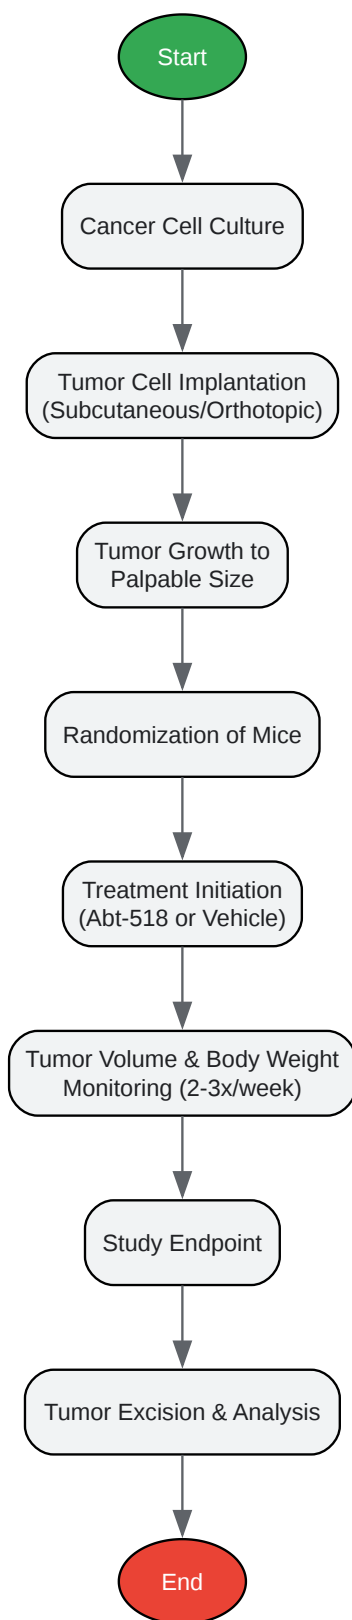 Start
Cancer Cell Culture
Tumor Cell Implantation
(Subcutaneous/Orthotopic)
Tumor Growth to
Palpable Size
Randomization of Mice
Treatment Initiation
(Abt-518 or Vehicle)
Tumor Volume & Body Weight
Monitoring (2-3x/week)
Study Endpoint
Tumor Excision & Analysis
End